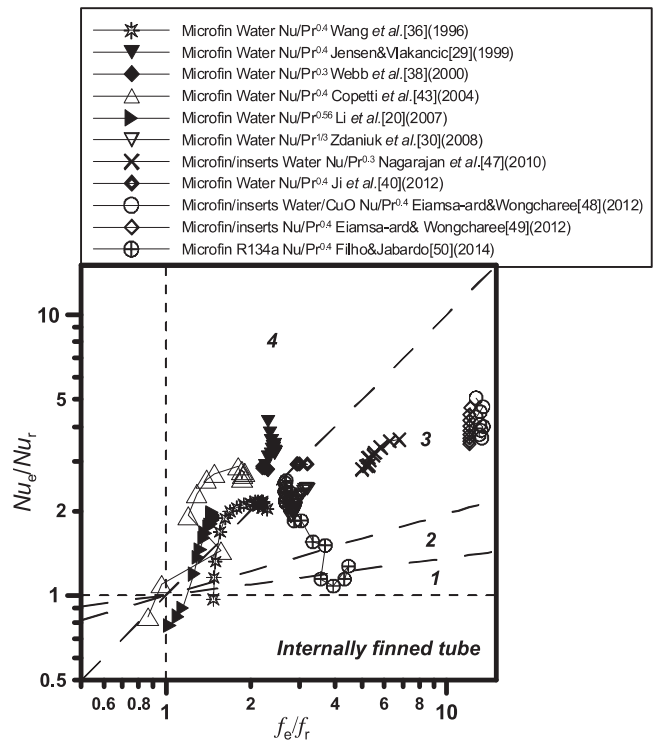 Microfin Water Nu/Pr^0.4 Wang et al.[36](1996)
Microfin Water Nu/Pr^0.4 Jensen&Vlakancic[29](1999)
Microfin Water Nu/Pr^0.3 Webb et al.[38](2000)
Microfin Water Nu/Pr^0.4 Copetti et al.[43](2004)
Microfin Water Nu/Pr^0.56 Li et al.[20](2007)
Microfin Water Nu/Pr^1/3 Zdaniuk et al.[30](2008)
Microfin/inserts Water Nu/Pr^0.3 Nagarajan et al.[47](2010)
Microfin Water Nu/Pr^0.4 Ji et al.[40](2012)
Microfin/inserts Water/CuO Nu/Pr^0.4 Eiamsa-ard&Wongcharee[48](2012)
Microfin/inserts Nu/Pr^0.4 Eiamsa-ard& Wongcharee[49](2012)
Microfin R134a Nu/Pr^0.4 Filho&Jabardo[50](2014)
10
5
2
1
0.5
Nu_e/Nu_r
4
3
2
1
Internally finned tube
0.6 0.8 1 2 4 6 8 10
f_e/f_r